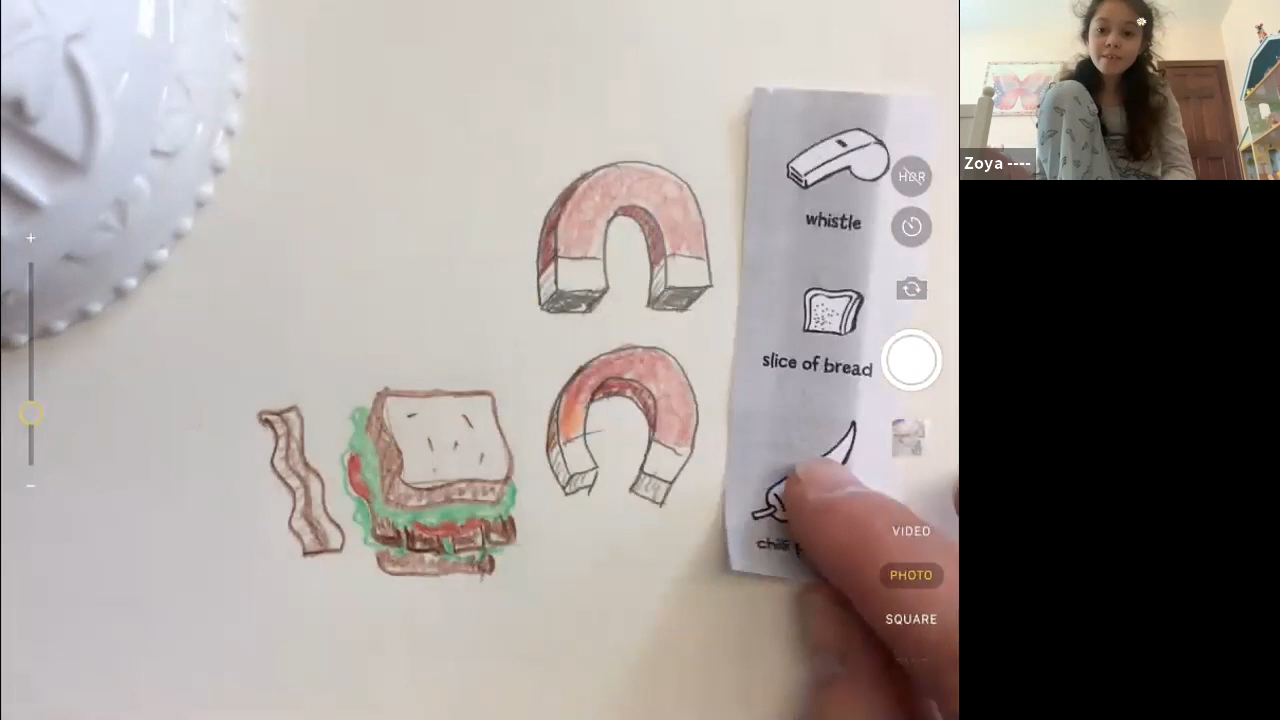 Zoya ----
HDR
whistle
slice of bread
VIDEO
PHOTO
SQUARE